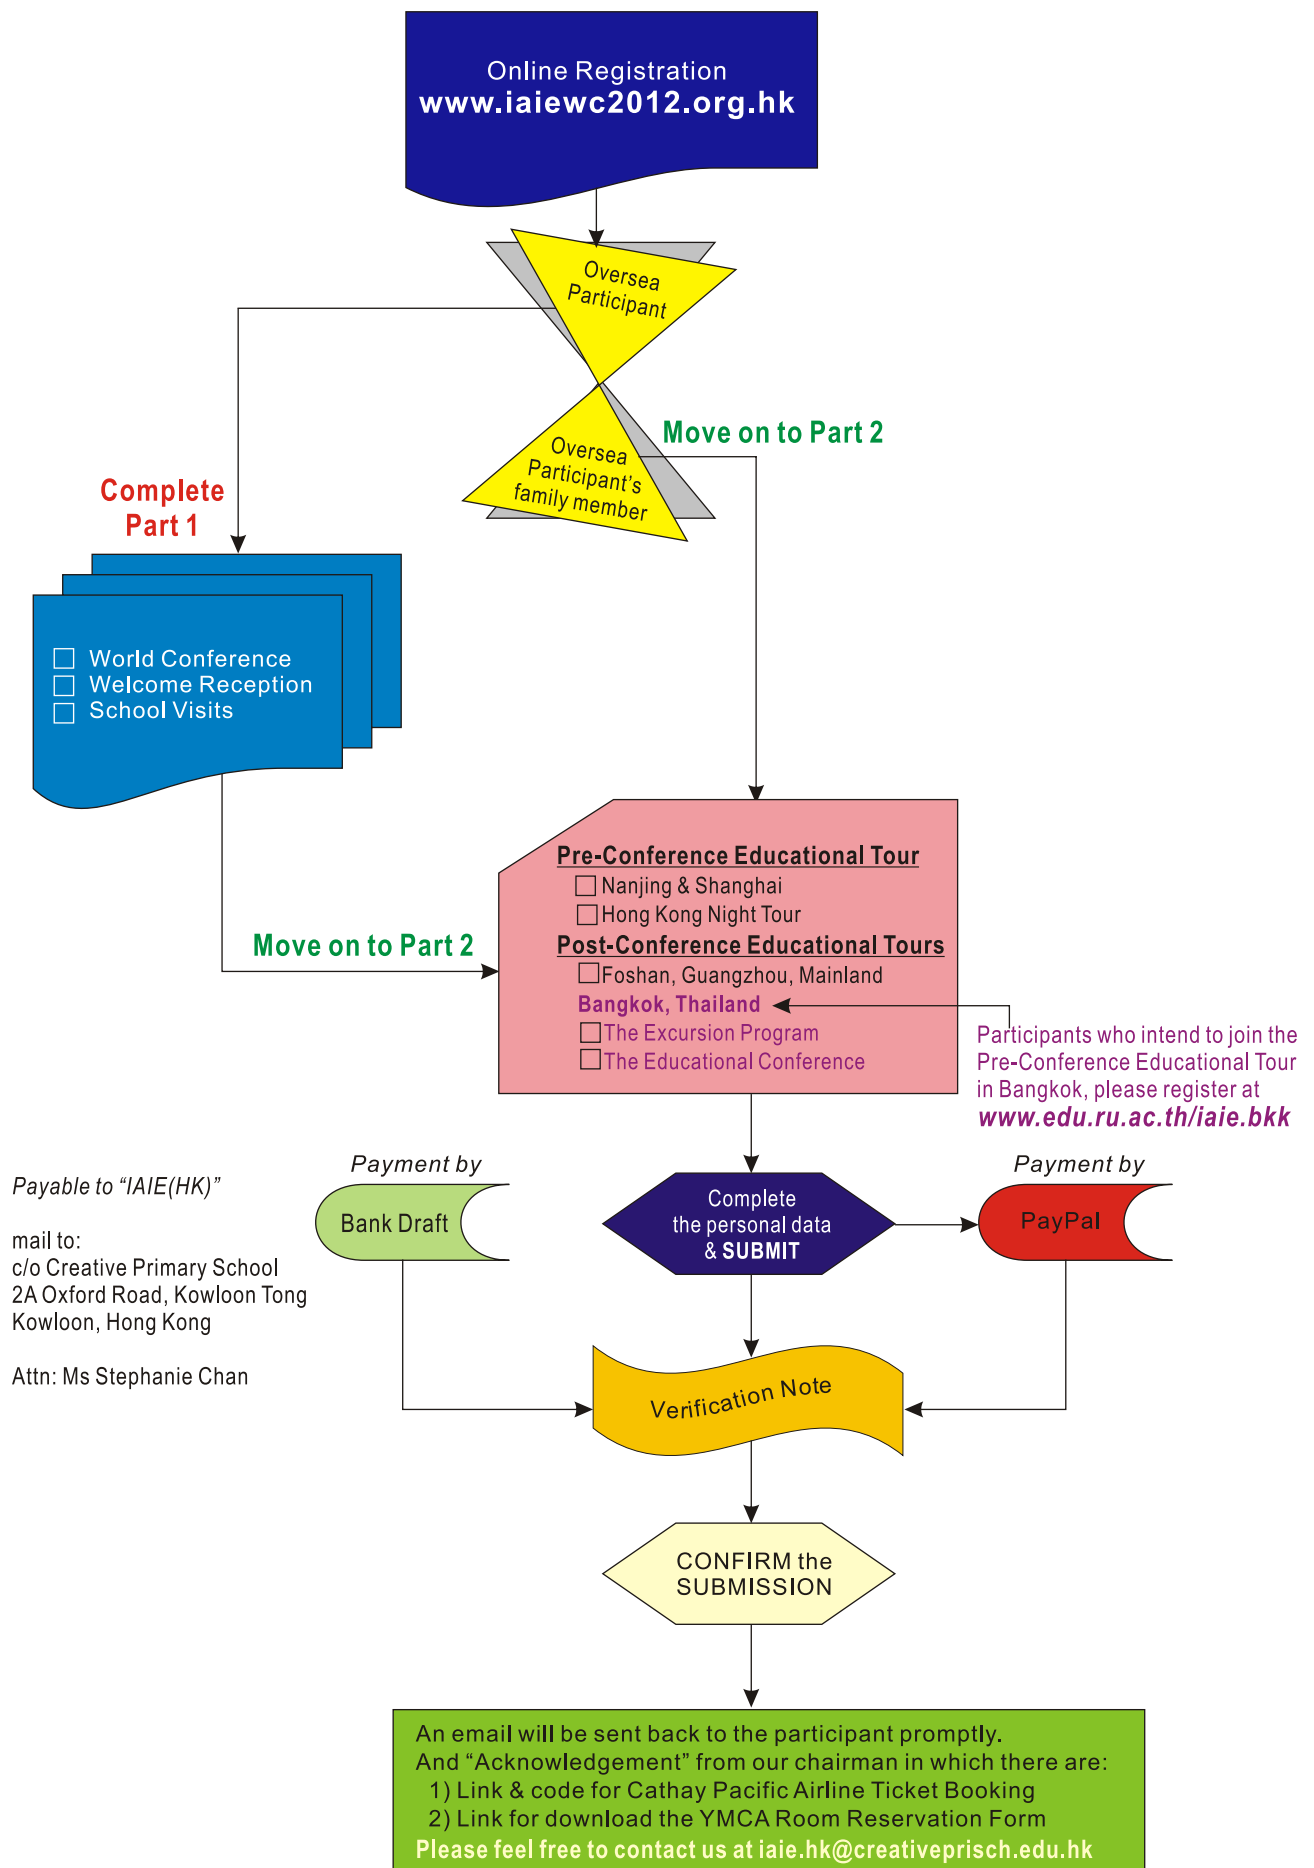 Online Registration
www.iaiewc2012.org.hk
Oversea
Participant
Move on to Part 2
Oversea
Participant's
family member
Complete
Part 1
World Conference
Welcome Reception
School Visits
Pre-Conference Educational Tour
Nanjing & Shanghai
Hong Kong Night Tour
Move on to Part 2
Post-Conference Educational Tours
Foshan, Guangzhou, Mainland
Bangkok, Thailand
The Excursion Program
The Educational Conference
Participants who intend to join the
Pre-Conference Educational Tour
in Bangkok, please register at
www.edu.ru.ac.th/iaie.bkk
Payable to “IAIE(HK)”
mail to:
c/o Creative Primary School
2A Oxford Road, Kowloon Tong
Kowloon, Hong Kong
Attn: Ms Stephanie Chan
Payment by
Bank Draft
Complete
the personal data
& SUBMIT
Payment by
PayPal
Verification Note
CONFIRM the
SUBMISSION
An email will be sent back to the participant promptly.
And “Acknowledgement” from our chairman in which there are:
1) Link & code for Cathay Pacific Airline Ticket Booking
2) Link for download the YMCA Room Reservation Form
Please feel free to contact us at iaie.hk@creativeprisch.edu.hk